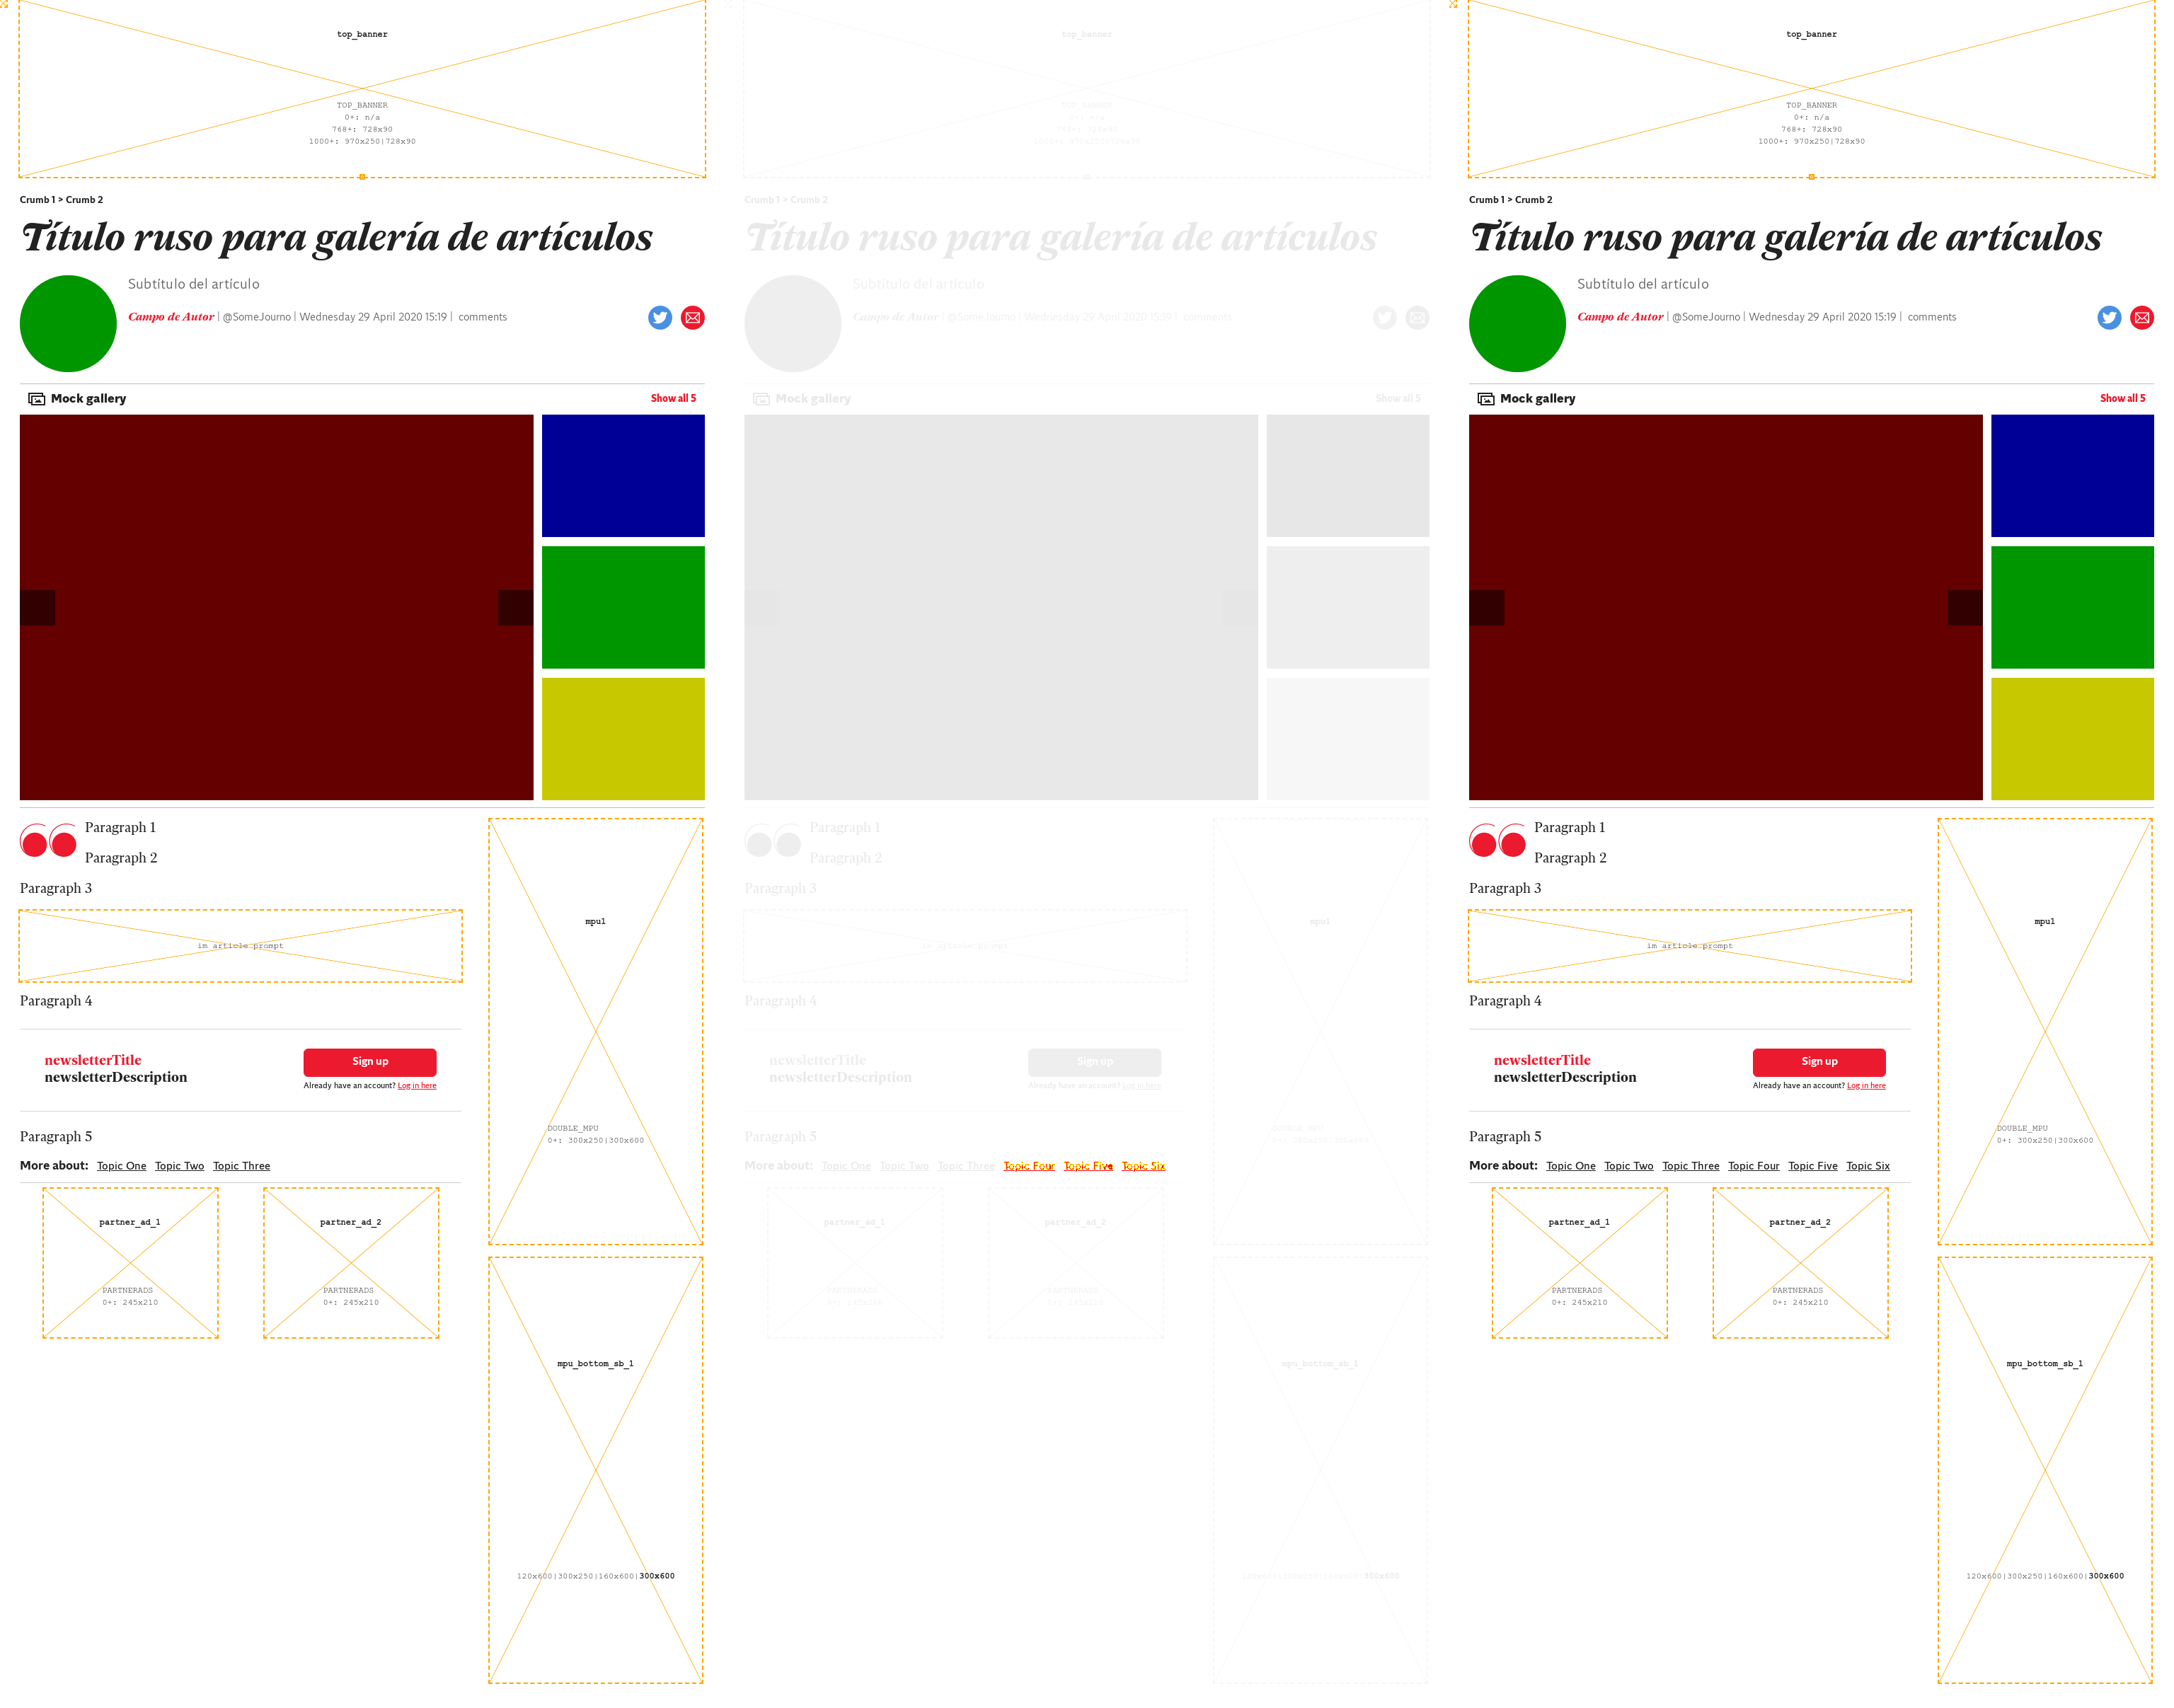 top_banner
TOP_BANNER
0+: n/a
768+: 728x90
1000+: 970x250|728x90
Crumb 1 > Crumb 2
Título ruso para galería de artículos
Subtítulo del artículo
Campo de Autor | @SomeJourno | Wednesday 29 April 2020 15:19 | comments
Mock gallery
Show all 5
Paragraph 1
Paragraph 2
Paragraph 3
im_article_prompt
Paragraph 4
newsletterTitle
newsletterDescription
Sign up
Already have an account? Log in here
Paragraph 5
More about: Topic One Topic Two Topic Three
partner_ad_1
PARTNERADS
0+: 245x210
partner_ad_2
PARTNERADS
0+: 245x210
mpu1
DOUBLE_MPU
0+: 300x250|300x600
mpu_bottom_sb_1
120x600|300x250|160x600|300x600
top_banner
TOP_BANNER
0+: n/a
768+: 728x90
1000+: 970x250|728x90
Crumb 1 > Crumb 2
Título ruso para galería de artículos
Subtítulo del artículo
Campo de Autor | @SomeJourno | Wednesday 29 April 2020 15:19 | comments
Mock gallery
Show all 5
Paragraph 1
Paragraph 2
Paragraph 3
im_article_prompt
Paragraph 4
newsletterTitle
newsletterDescription
Sign up
Already have an account? Log in here
Paragraph 5
More about: Topic One Topic Two Topic Three Topic Four Topic Five Topic Six
partner_ad_1
PARTNERADS
0+: 245x210
partner_ad_2
PARTNERADS
0+: 245x210
mpu1
DOUBLE_MPU
0+: 300x250|300x600
mpu_bottom_sb_1
120x600|300x250|160x600|300x600
top_banner
TOP_BANNER
0+: n/a
768+: 728x90
1000+: 970x250|728x90
Crumb 1 > Crumb 2
Título ruso para galería de artículos
Subtítulo del artículo
Campo de Autor | @SomeJourno | Wednesday 29 April 2020 15:19 | comments
Mock gallery
Show all 5
Paragraph 1
Paragraph 2
Paragraph 3
im_article_prompt
Paragraph 4
newsletterTitle
newsletterDescription
Sign up
Already have an account? Log in here
Paragraph 5
More about: Topic One Topic Two Topic Three Topic Four Topic Five Topic Six
partner_ad_1
PARTNERADS
0+: 245x210
partner_ad_2
PARTNERADS
0+: 245x210
mpu1
DOUBLE_MPU
0+: 300x250|300x600
mpu_bottom_sb_1
120x600|300x250|160x600|300x600